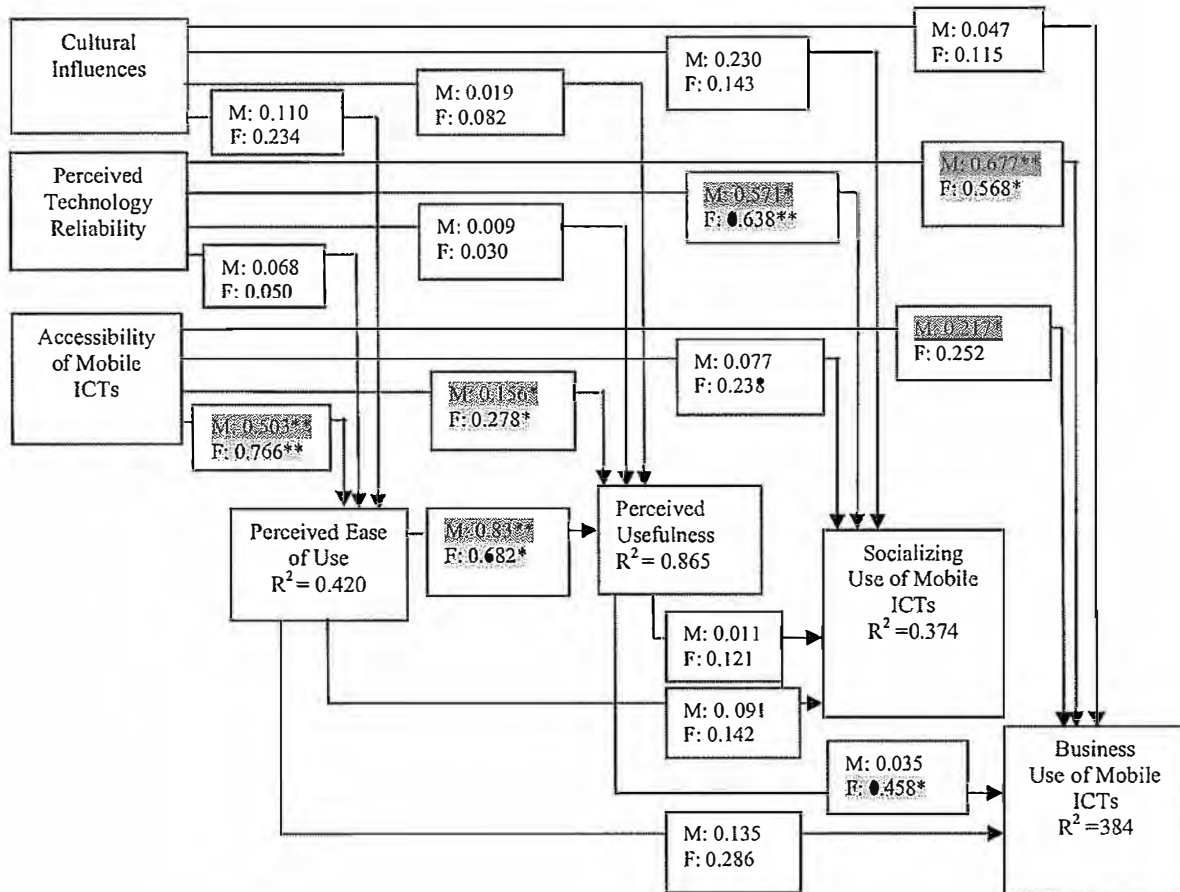 Cultural
Influences
M: 0.047
F: 0.115
M: 0.230
F: 0.143
M: 0.019
F: 0.082
M: 0.110
F: 0.234
Perceived
Technology
Reliability
M: 0.677**
F: 0.568*
M: 0.571*
F: 0.638**
M: 0.009
F: 0.030
M: 0.068
F: 0.050
Accessibility
of Mobile
ICTs
M: 0.217*
F: 0.252
M: 0.077
F: 0.238
M: 0.156*
F: 0.278*
M: 0.503**
F: 0.766**
Perceived Ease
of Use
R² = 0.420
M: 0.83**
F: 0.682*
Perceived
Usefulness
R² = 0.865
Socializing
Use of Mobile
ICTs
R² =0.374
M: 0.011
F: 0.121
M: 0.091
F: 0.142
M: 0.035
F: 0.458*
M: 0.135
F: 0.286
Business
Use of Mobile
ICTs
R² =384